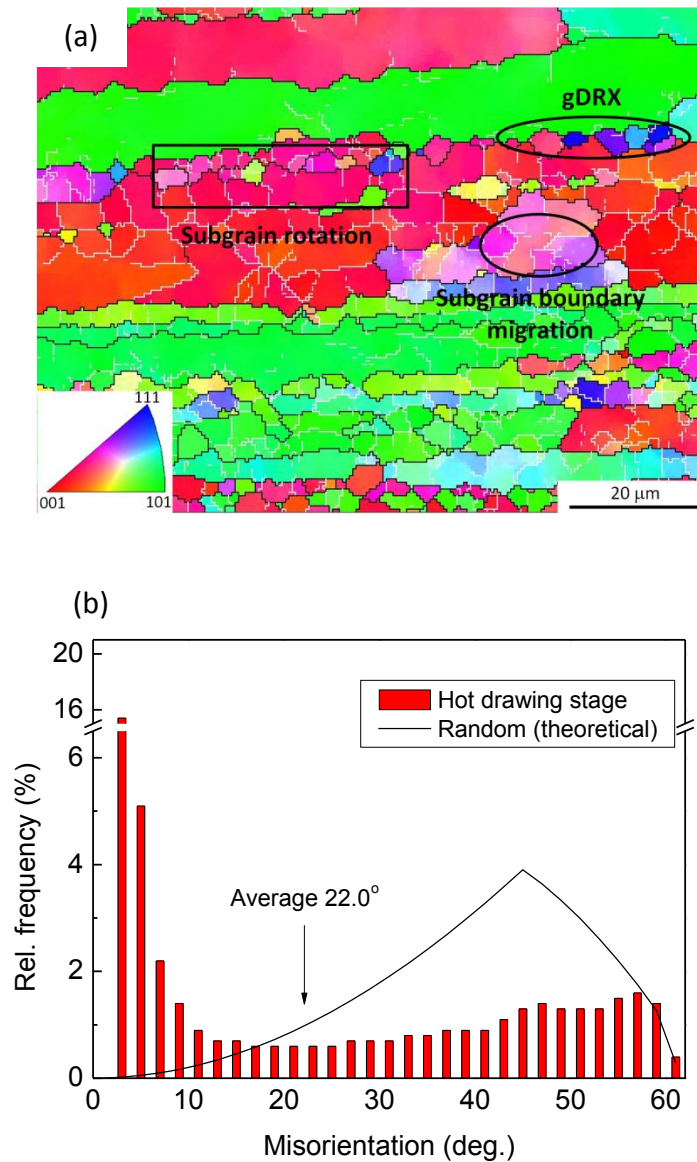 (a)
gDRX
Subgrain rotation
Subgrain boundary
migration
111
001
101
20 μm
(b)
20
16
6
4
2
0
Rel. frequency (%)
Hot drawing stage
Random (theoretical)
Average 22.0°
0 10 20 30 40 50 60
Misorientation (deg.)